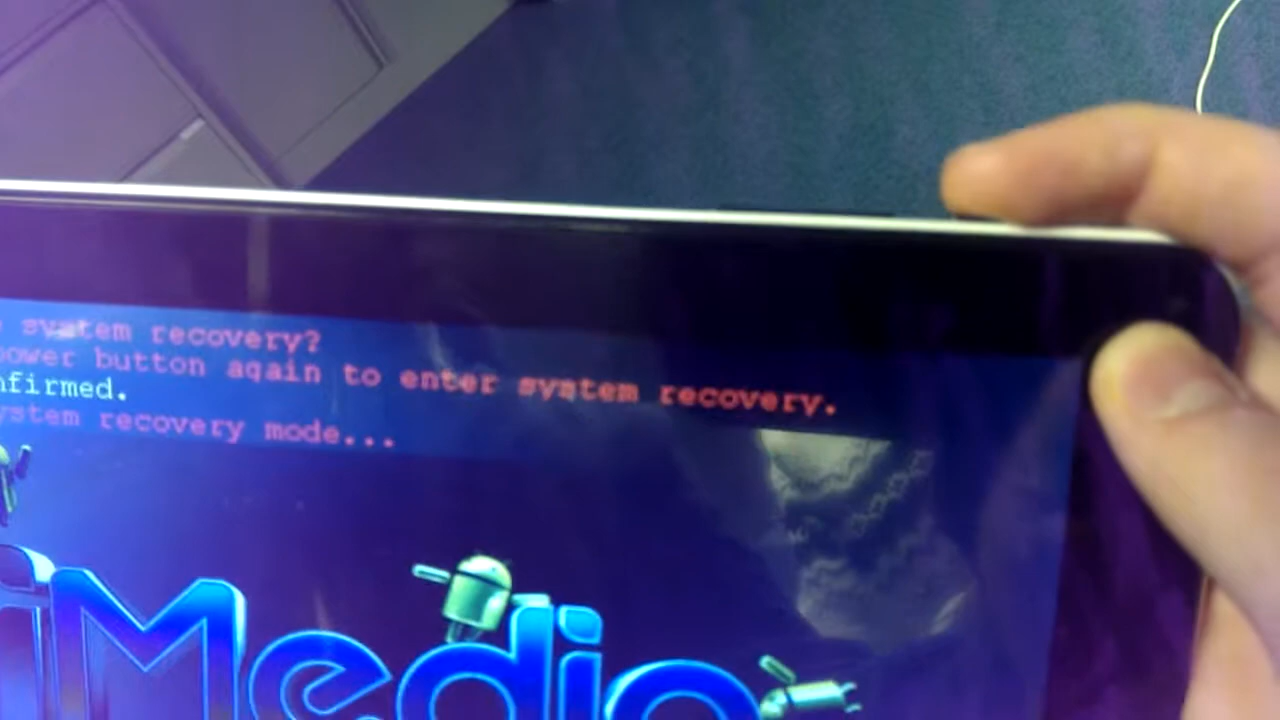 system recovery?
power button again to enter system recovery.
nfirmed.
ystem recovery mode...
iMedia